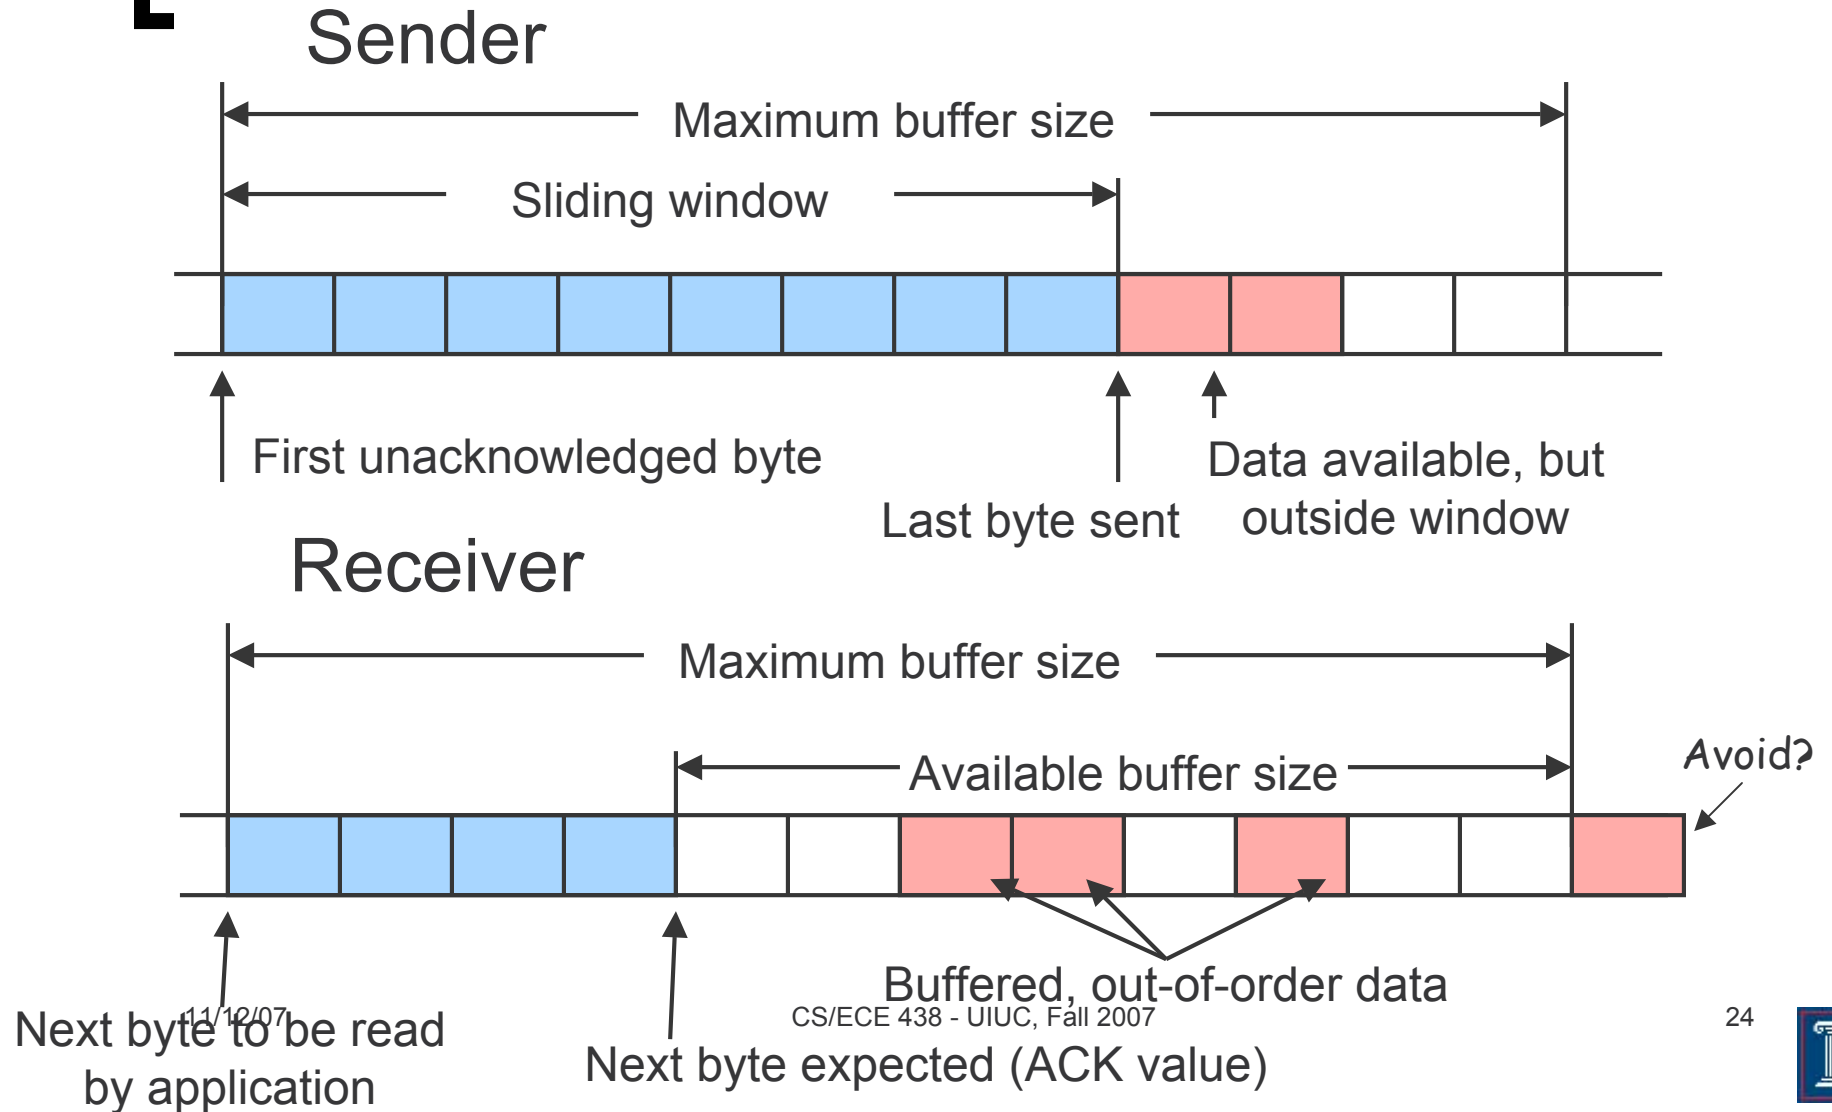 Sender
Maximum buffer size
Sliding window
First unacknowledged byte
Data available, but
outside window
Last byte sent
Receiver
Maximum buffer size
Available buffer size
Avoid?
Buffered, out-of-order data
Next byte to be read
by application
Next byte expected (ACK value)
11/12/07
CS/ECE 438 - UIUC, Fall 2007
24